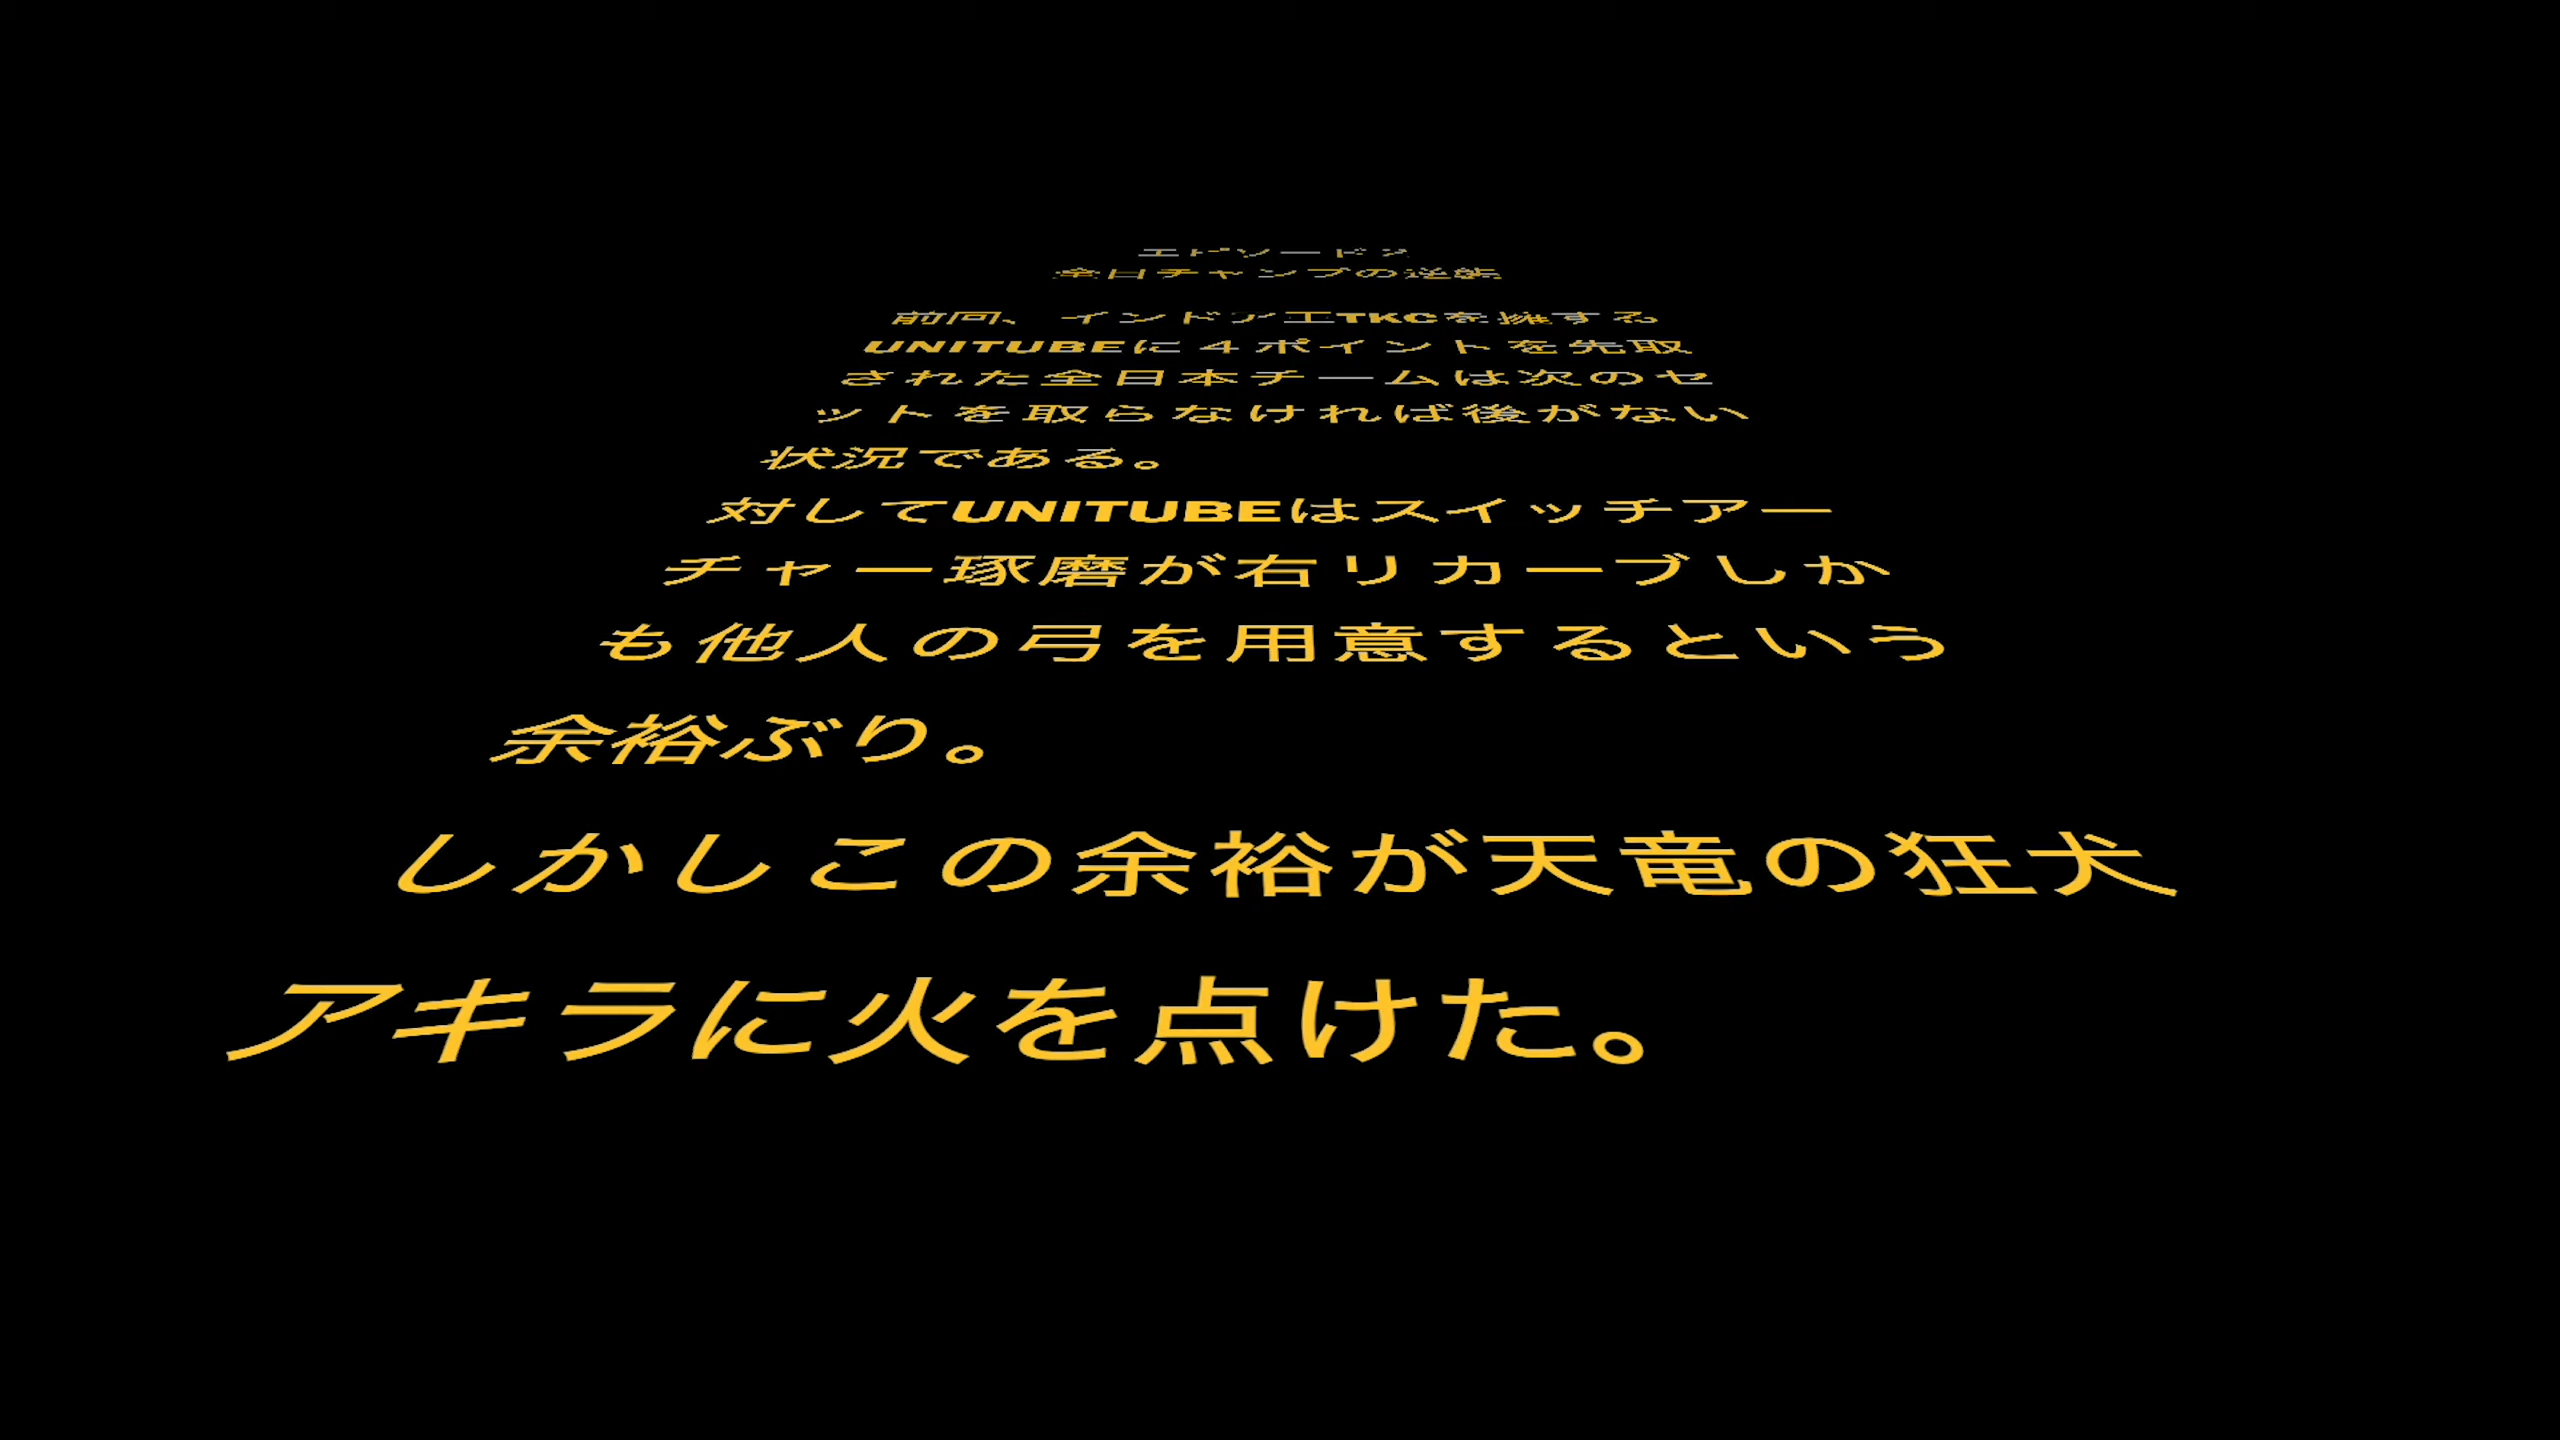 エピソード2
全日チャンプの逆襲
前回、インドア王TKCを擁する
UNITUBEに４ポイントを先取
された全日本チームは次のセ
ットを取らなければ後がない
状況である。
対してUNITUBEはスイッチアー
チャー琢磨が右リカーブしか
も他人の弓を用意するという
余裕ぶり。
しかしこの余裕が天竜の狂犬
アキラに火を点けた。